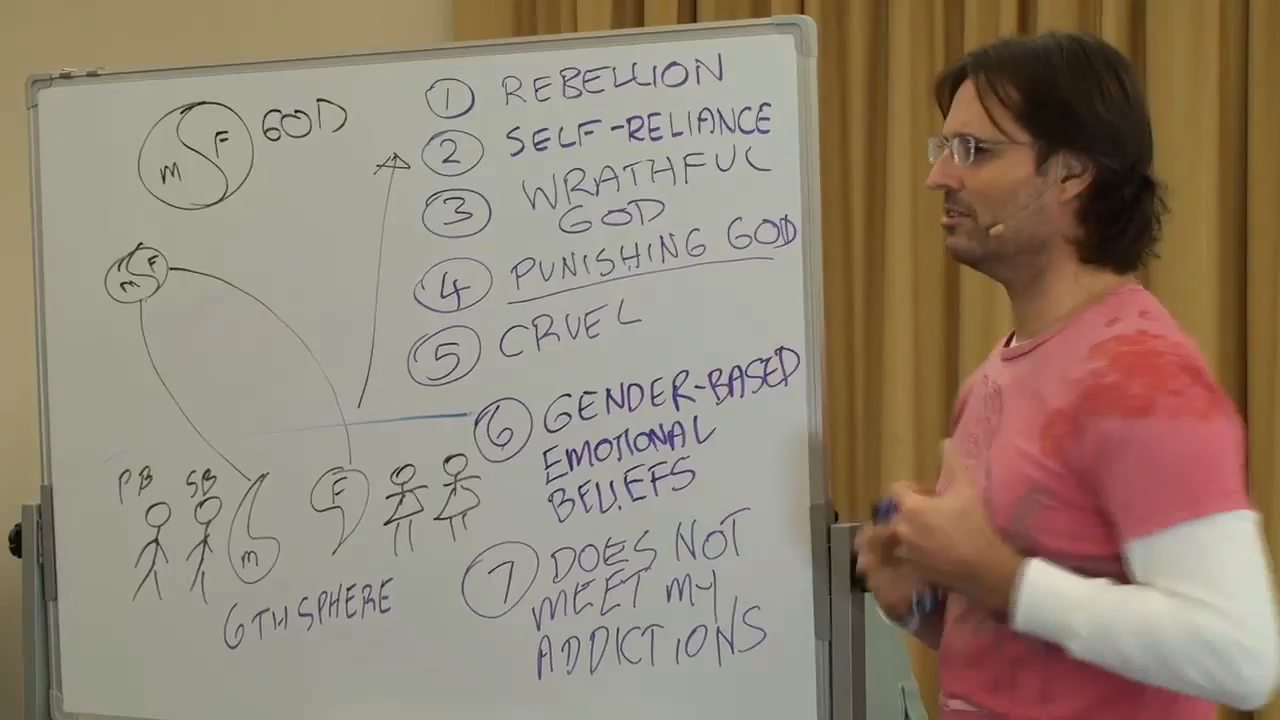 M F GOD
M F
PB SB
M F
6TH SPHERE
1 REBELLION
2 SELF-RELIANCE
3 WRATHFUL
GOD
4 PUNISHING GOD
5 CRUEL
6 GENDER-BASED
EMOTIONAL
BELIEFS
7 DOES NOT
MEET MY
ADDICTIONS